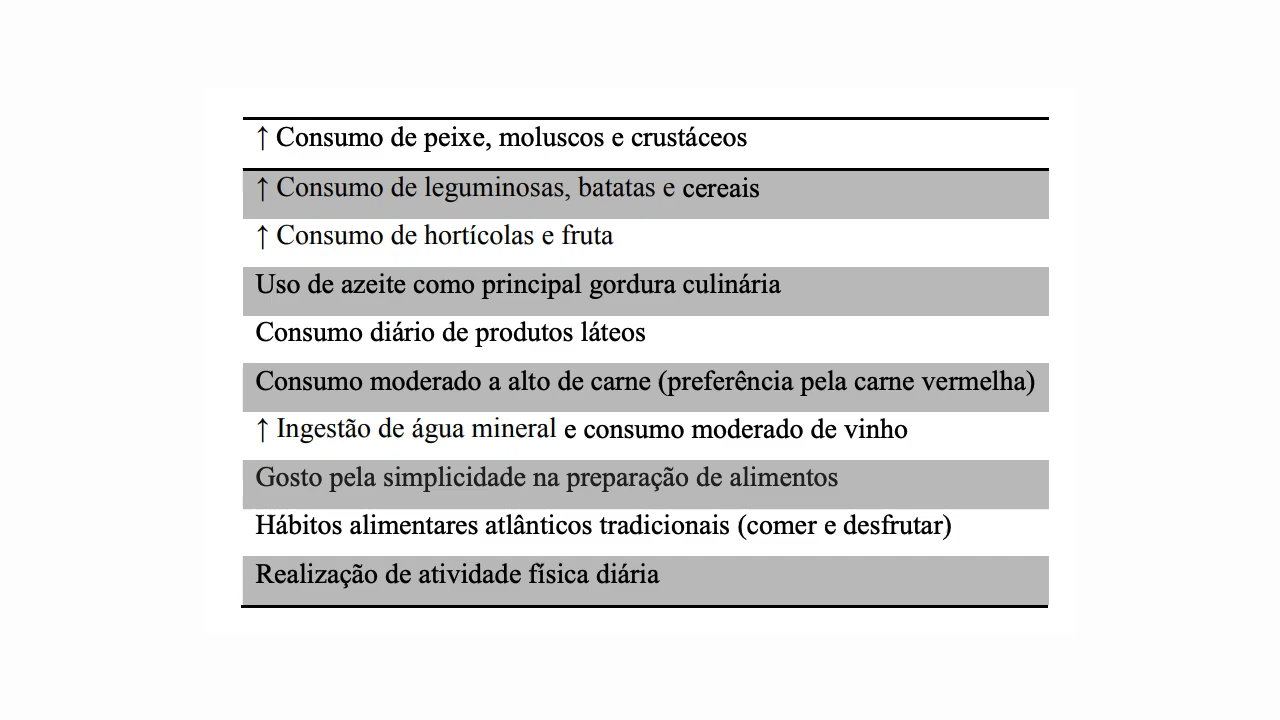 ↑ Consumo de peixe, moluscos e crustáceos
↑ Consumo de leguminosas, batatas e cereais
↑ Consumo de hortícolas e fruta
Uso de azeite como principal gordura culinária
Consumo diário de produtos láteos
Consumo moderado a alto de carne (preferência pela carne vermelha)
↑ Ingestão de água mineral e consumo moderado de vinho
Gosto pela simplicidade na preparação de alimentos
Hábitos alimentares atlânticos tradicionais (comer e desfrutar)
Realização de atividade física diária